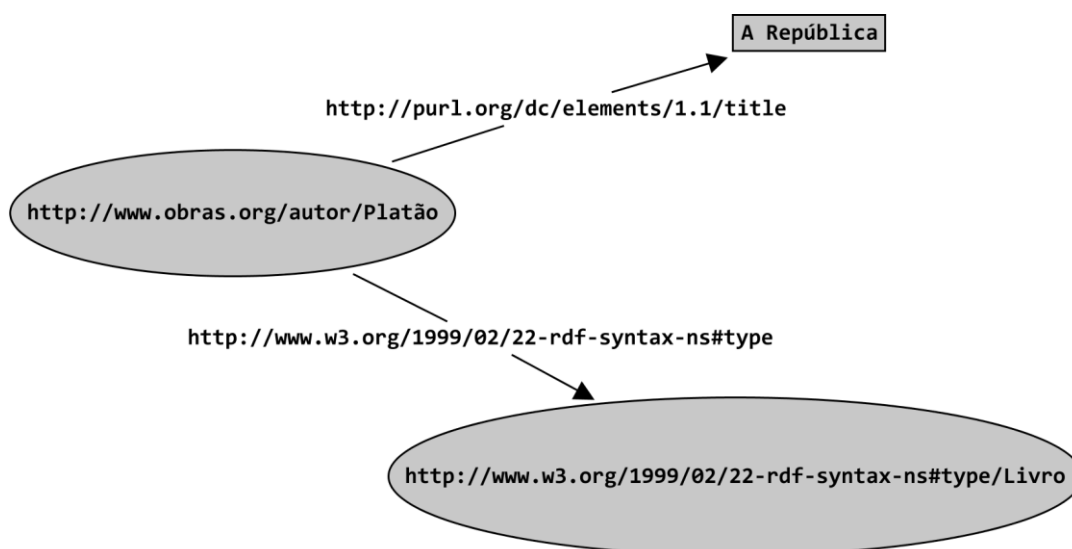 A República
http://purl.org/dc/elements/1.1/title
http://www.obras.org/autor/Platão
http://www.w3.org/1999/02/22-rdf-syntax-ns#type
http://www.w3.org/1999/02/22-rdf-syntax-ns#type/Livro